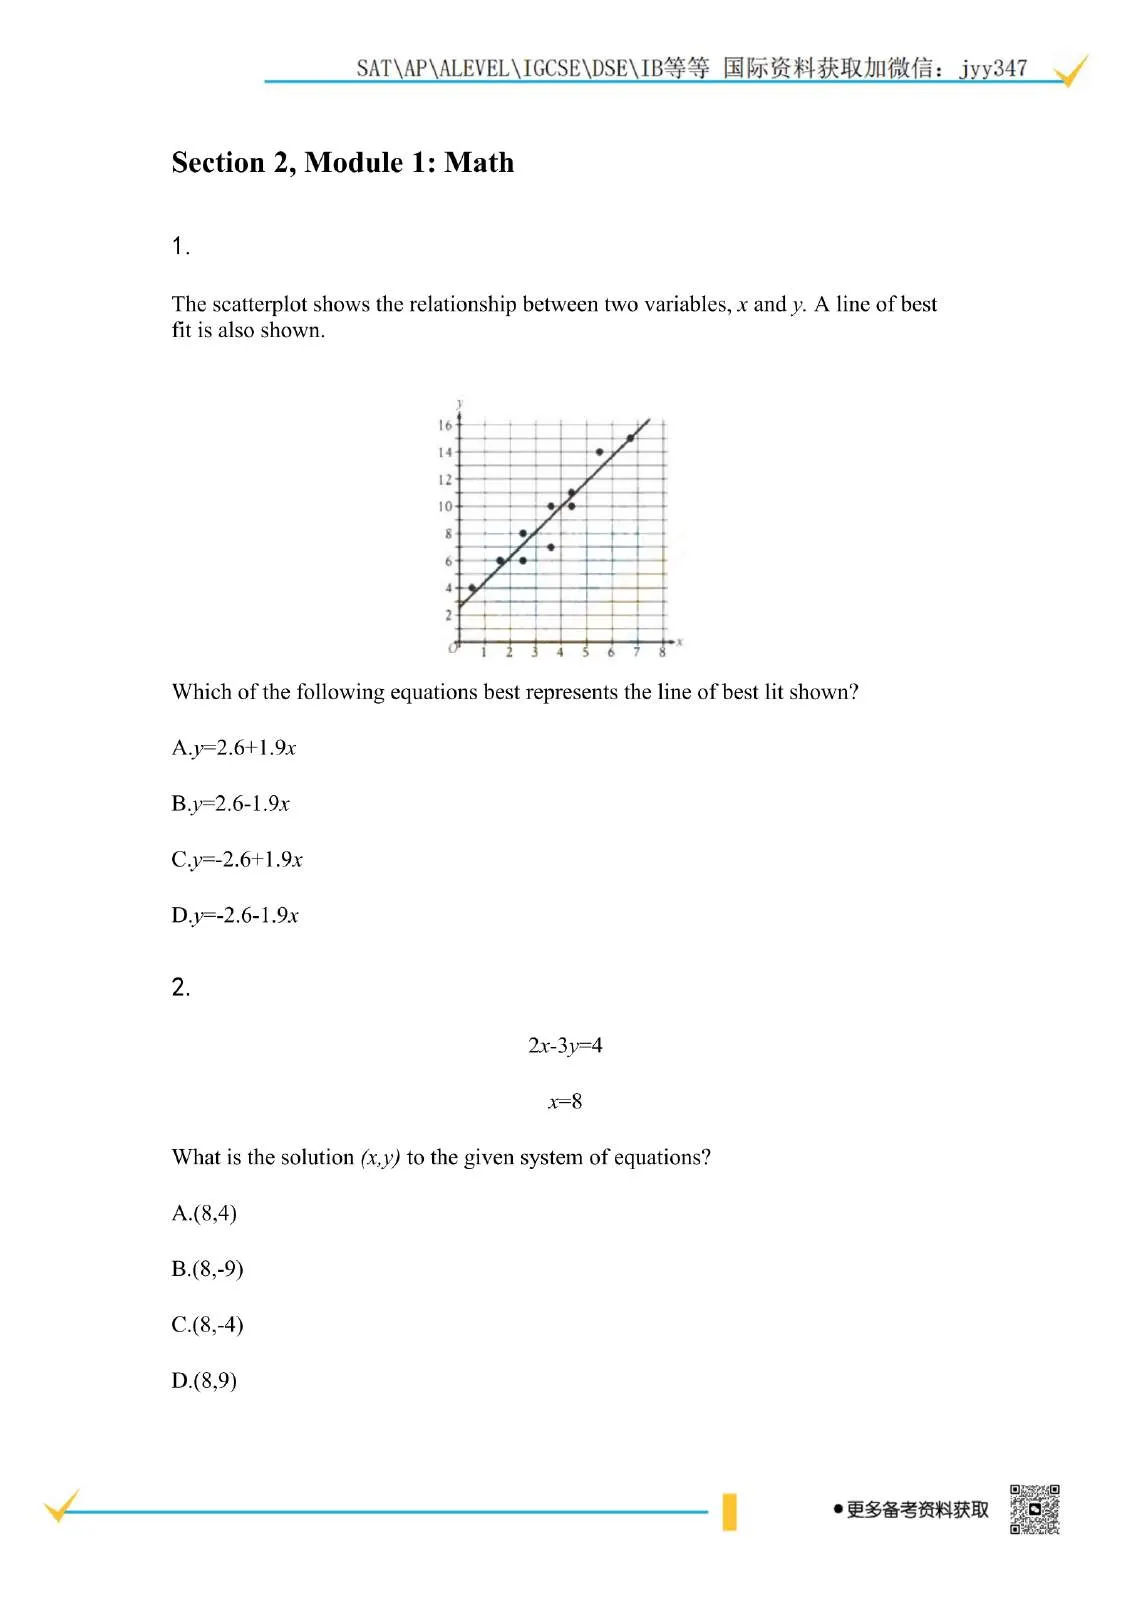 SAT\AP\ALEVEL\IGCSE\DSE\IB等等 国际资料获取加微信：jyy347
Section 2, Module 1: Math
1.
The scatterplot shows the relationship between two variables, x and y. A line of best
fit is also shown.
y
16
14
12
10
8
6
4
2
O 1 2 3 4 5 6 7 8 x
Which of the following equations best represents the line of best lit shown?
A.y=2.6+1.9x
B.y=2.6-1.9x
C.y=-2.6+1.9x
D.y=-2.6-1.9x
2.
2x-3y=4
x=8
What is the solution (x,y) to the given system of equations?
A.(8,4)
B.(8,-9)
C.(8,-4)
D.(8,9)
●更多备考资料获取